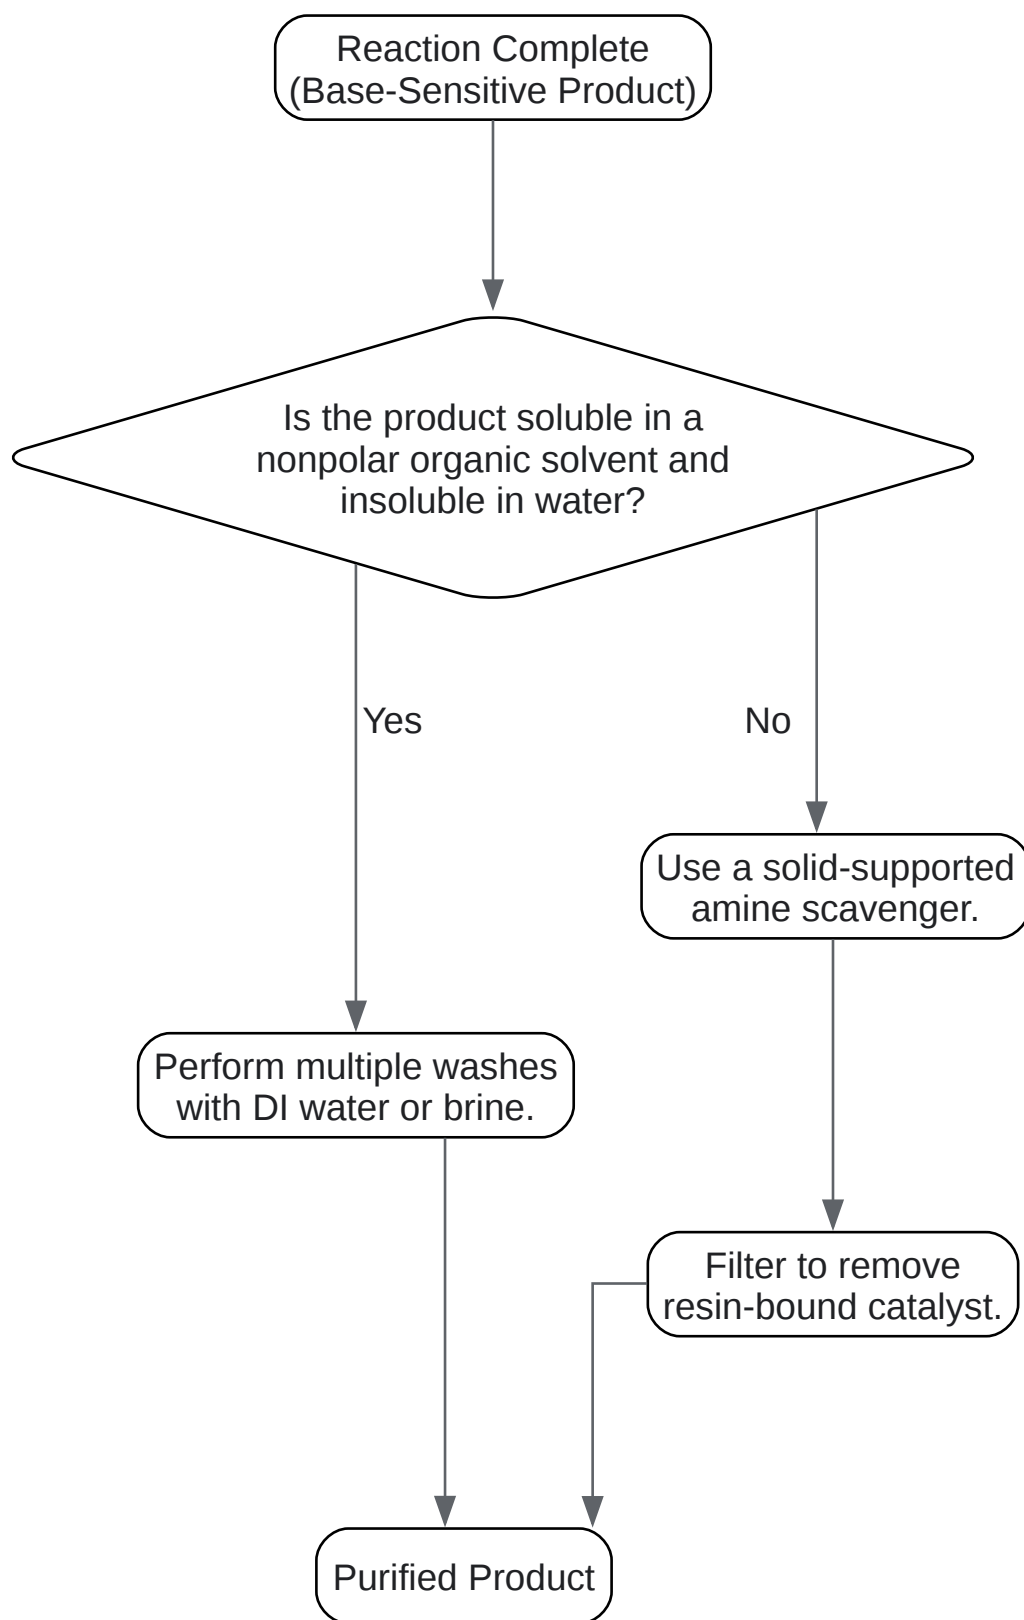 Reaction Complete
(Base-Sensitive Product)
Is the product soluble in a
nonpolar organic solvent and
insoluble in water?
Yes
No
Use a solid-supported
amine scavenger.
Perform multiple washes
with DI water or brine.
Filter to remove
resin-bound catalyst.
Purified Product